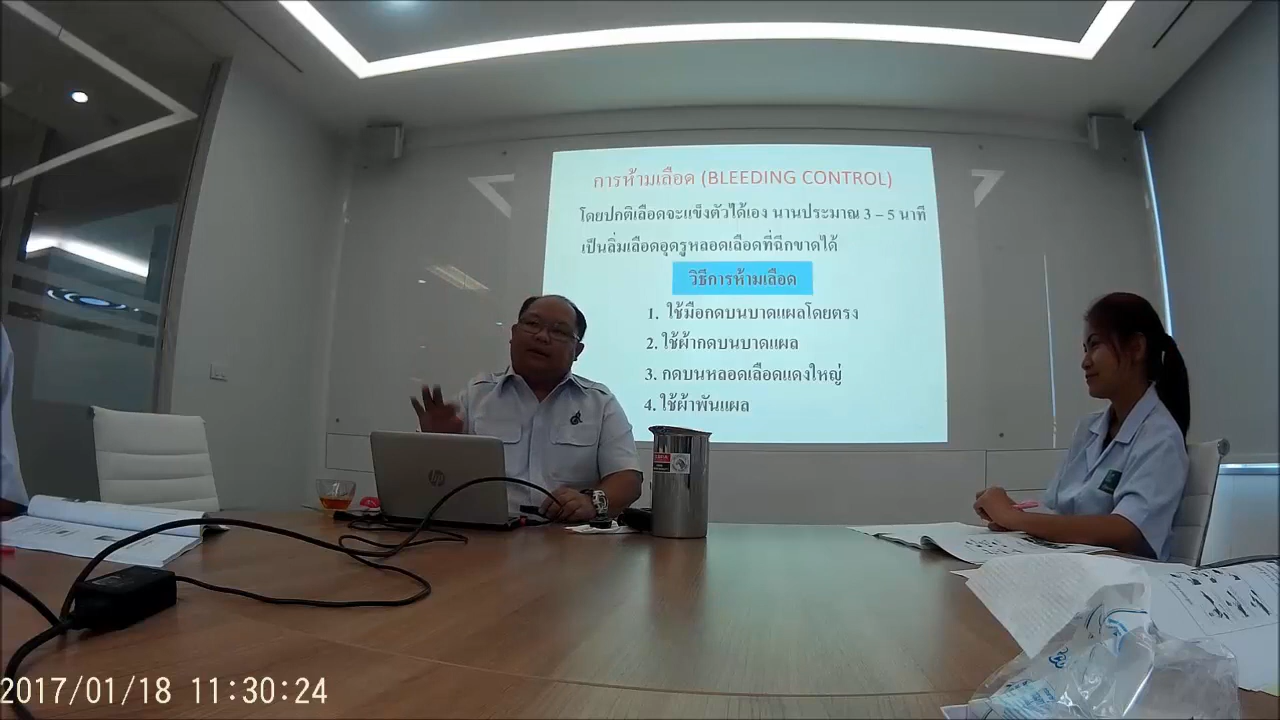 การห้ามเลือด (BLEEDING CONTROL)
โดยปกติเลือดจะแข็งตัวได้เอง นานประมาณ 3 – 5 นาที
เป็นลิ่มเลือดอุดรูหลอดเลือดที่ฉีกขาดได้
วิธีการห้ามเลือด
1. ใช้มือกดบนบาดแผลโดยตรง
2. ใช้ผ้ากดบนบาดแผล
3. กดบนหลอดเลือดแดงใหญ่
4. ใช้ผ้าพันแผล
hp
2017/01/18 11:30:24